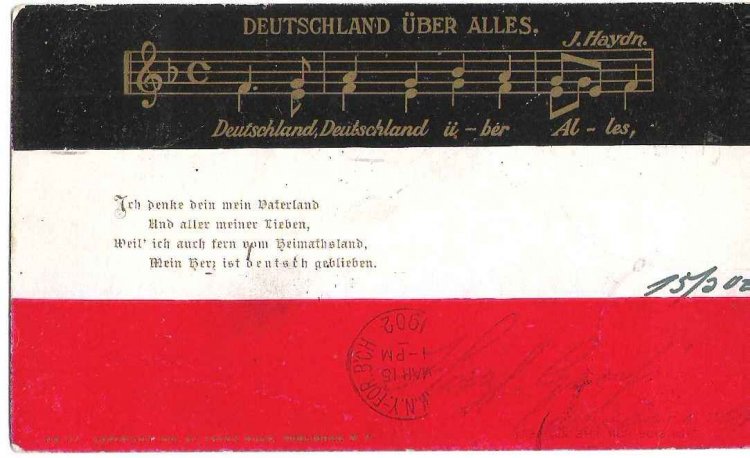 DEUTSCHLAND ÜBER ALLES.
J. Haydn.
Deutschland, Deutschland ü - ber Al - les,
Ich denke dein mein Vaterland
Und aller meiner Lieben,
Weil' ich auch fern vom Heimathsland,
Mein Herz ist deutsch geblieben.
15/3 02
N.Y.-FOR BCH
MAR 16
1-PM
1902